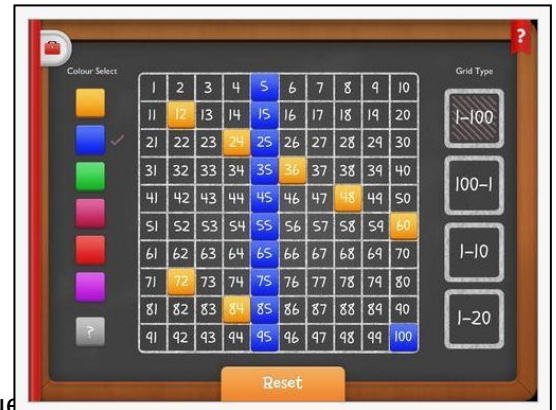 ?
Colour Select
Grid Type
1 2 3 4 5 6 7 8 9 10
11 12 13 14 15 16 17 18 19 20
21 22 23 24 25 26 27 28 29 30
31 32 33 34 35 36 37 38 39 40
41 42 43 44 45 46 47 48 49 50
51 52 53 54 55 56 57 58 59 60
61 62 63 64 65 66 67 68 69 70
71 72 73 74 75 76 77 78 79 80
81 82 83 84 85 86 87 88 89 90
91 92 93 94 95 96 97 98 99 100
1-100
100-1
1-10
1-20
?
Reset